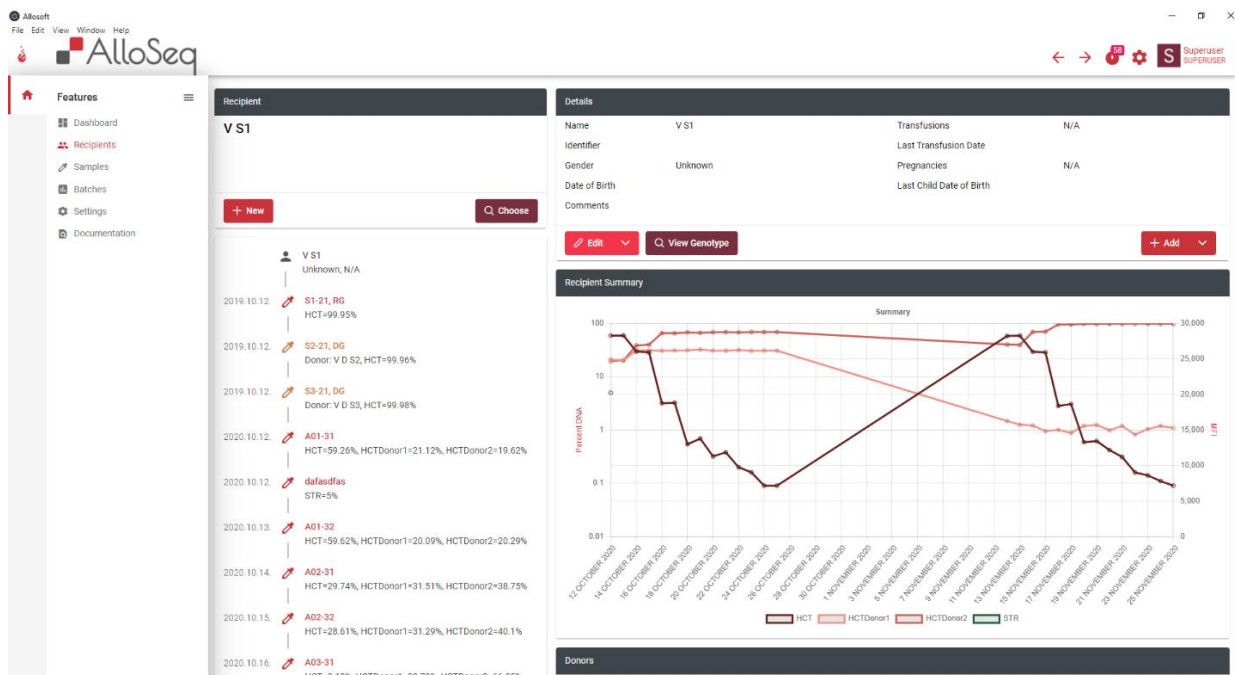 Allosoft
File Edit View Window Help
AlloSeq
58
S
Superuser
SUPERUSER
Features
Dashboard
Recipients
Samples
Batches
Settings
Documentation
Recipient
V S1
+ New
Choose
V S1
Unknown, N/A
2019.10.12. S1-21, RG
HCT=99.95%
2019.10.12. S2-21, DG
Donor: V D S2, HCT=99.96%
2019.10.12. S3-21, DG
Donor: V D S3, HCT=99.98%
2020.10.12. A01-31
HCT=59.26%, HCTDonor1=21.12%, HCTDonor2=19.62%
2020.10.12. dafasdfas
STR=5%
2020.10.13. A01-32
HCT=59.62%, HCTDonor1=20.09%, HCTDonor2=20.29%
2020.10.14. A02-31
HCT=29.74%, HCTDonor1=31.51%, HCTDonor2=38.75%
2020.10.15. A02-32
HCT=28.61%, HCTDonor1=31.29%, HCTDonor2=40.1%
2020.10.16. A03-31
Details
Name V S1 Transfusions N/A
Identifier Last Transfusion Date
Gender Unknown Pregnancies N/A
Date of Birth Last Child Date of Birth
Comments
Edit
View Genotype
+ Add
Recipient Summary
Summary
100 30,000
25,000
10
20,000
Percent DNA
1 15,000
MFI
10,000
0.1
5,000
0.01 0
12 OCTOBER 2020
14 OCTOBER 2020
16 OCTOBER 2020
18 OCTOBER 2020
20 OCTOBER 2020
22 OCTOBER 2020
24 OCTOBER 2020
26 OCTOBER 2020
28 OCTOBER 2020
30 OCTOBER 2020
1 NOVEMBER 2020
3 NOVEMBER 2020
5 NOVEMBER 2020
7 NOVEMBER 2020
9 NOVEMBER 2020
11 NOVEMBER 2020
13 NOVEMBER 2020
15 NOVEMBER 2020
17 NOVEMBER 2020
19 NOVEMBER 2020
21 NOVEMBER 2020
23 NOVEMBER 2020
25 NOVEMBER 2020
HCT HCTDonor1 HCTDonor2 STR
Donors